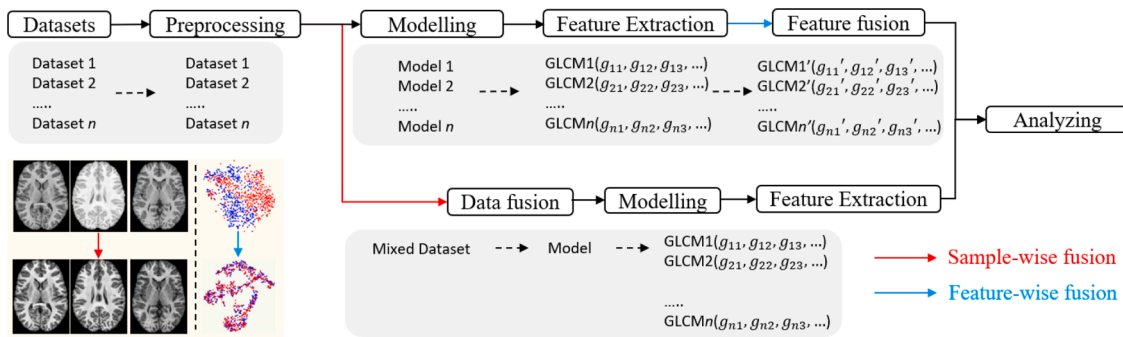 Datasets
Preprocessing
Modelling
Feature Extraction
Feature fusion
Dataset 1
Dataset 2
.....
Dataset n
Dataset 1
Dataset 2
.....
Dataset n
Model 1
Model 2
.....
Model n
GLCM1(g₁₁, g₁₂, g₁₃, ...)
GLCM2(g₂₁, g₂₂, g₂₃, ...)
.....
GLCMn(gₙ₁, gₙ₂, gₙ₃, ...)
GLCM1′(g₁₁′, g₁₂′, g₁₃′, ...)
GLCM2′(g₂₁′, g₂₂′, g₂₃′, ...)
.....
GLCMn′(gₙ₁′, gₙ₂′, gₙ₃′, ...)
Analyzing
Data fusion
Modelling
Feature Extraction
Mixed Dataset
Model
GLCM1(g₁₁, g₁₂, g₁₃, ...)
GLCM2(g₂₁, g₂₂, g₂₃, ...)
.....
GLCMn(gₙ₁, gₙ₂, gₙ₃, ...)
Sample-wise fusion
Feature-wise fusion